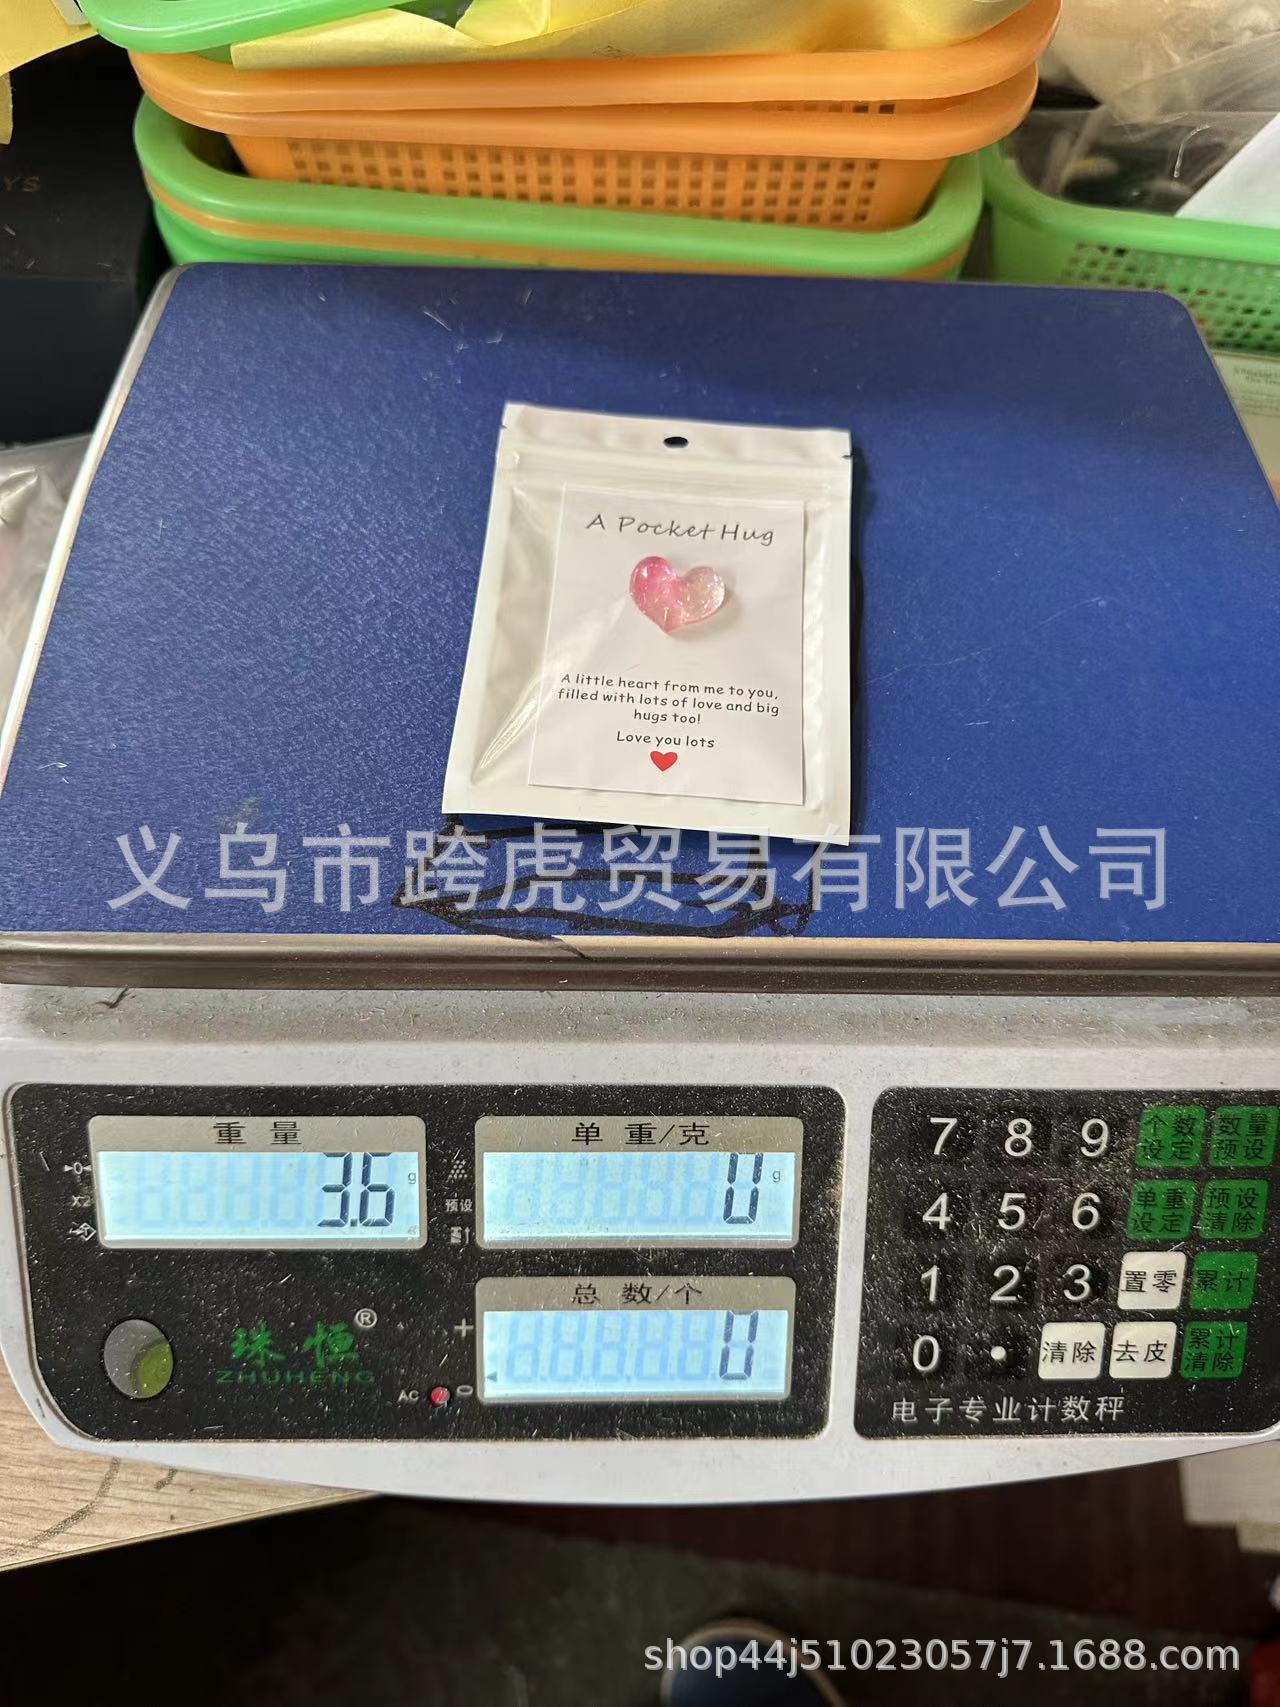 YS
A Pocket Hug
A little heart from me to you,
filled with lots of love and big
hugs too!
Love you lots
义乌市跨虎贸易有限公司
重量
单重/克
3.6 g
0 g
预设
总数/个
0
珠恒®
ZHUHENG
AC
→0←
X2
7 8 9 个数设定 数量预设
4 5 6 单重设定 预设清除
1 2 3 置零 累计
0 . 清除 去皮 累计清除
电子专业计数秤
shop44j51023057j7.1688.com